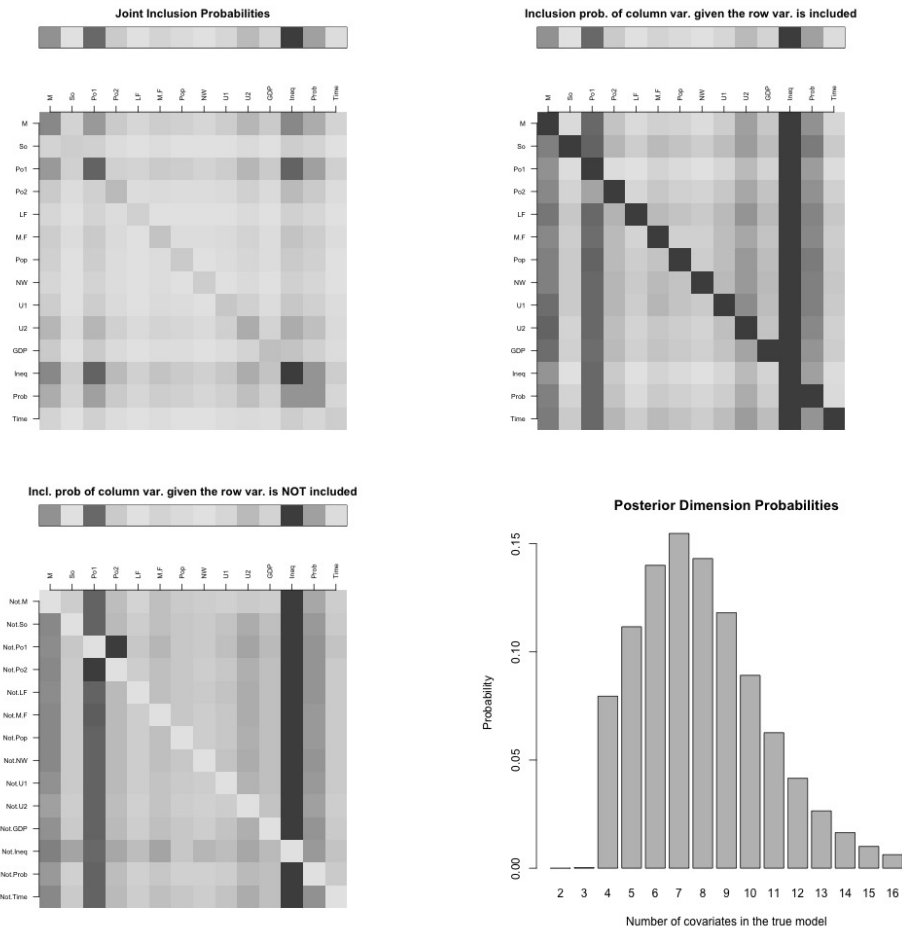 Joint Inclusion Probabilities
M So Po1 Po2 LF M.F Pop NW U1 U2 GDP Ineq Prob Time
M
So
Po1
Po2
LF
M.F
Pop
NW
U1
U2
GDP
Ineq
Prob
Time
Inclusion prob. of column var. given the row var. is included
M So Po1 Po2 LF M.F Pop NW U1 U2 GDP Ineq Prob Time
M
So
Po1
Po2
LF
M.F
Pop
NW
U1
U2
GDP
Ineq
Prob
Time
Incl. prob of column var. given the row var. is NOT included
M So Po1 Po2 LF M.F Pop NW U1 U2 GDP Ineq Prob Time
Not.M
Not.So
Not.Po1
Not.Po2
Not.LF
Not.M.F
Not.Pop
Not.NW
Not.U1
Not.U2
Not.GDP
Not.Ineq
Not.Prob
Not.Time
Posterior Dimension Probabilities
Probability
0.15
0.10
0.05
0.00
2 3 4 5 6 7 8 9 10 11 12 13 14 15 16
Number of covariates in the true model